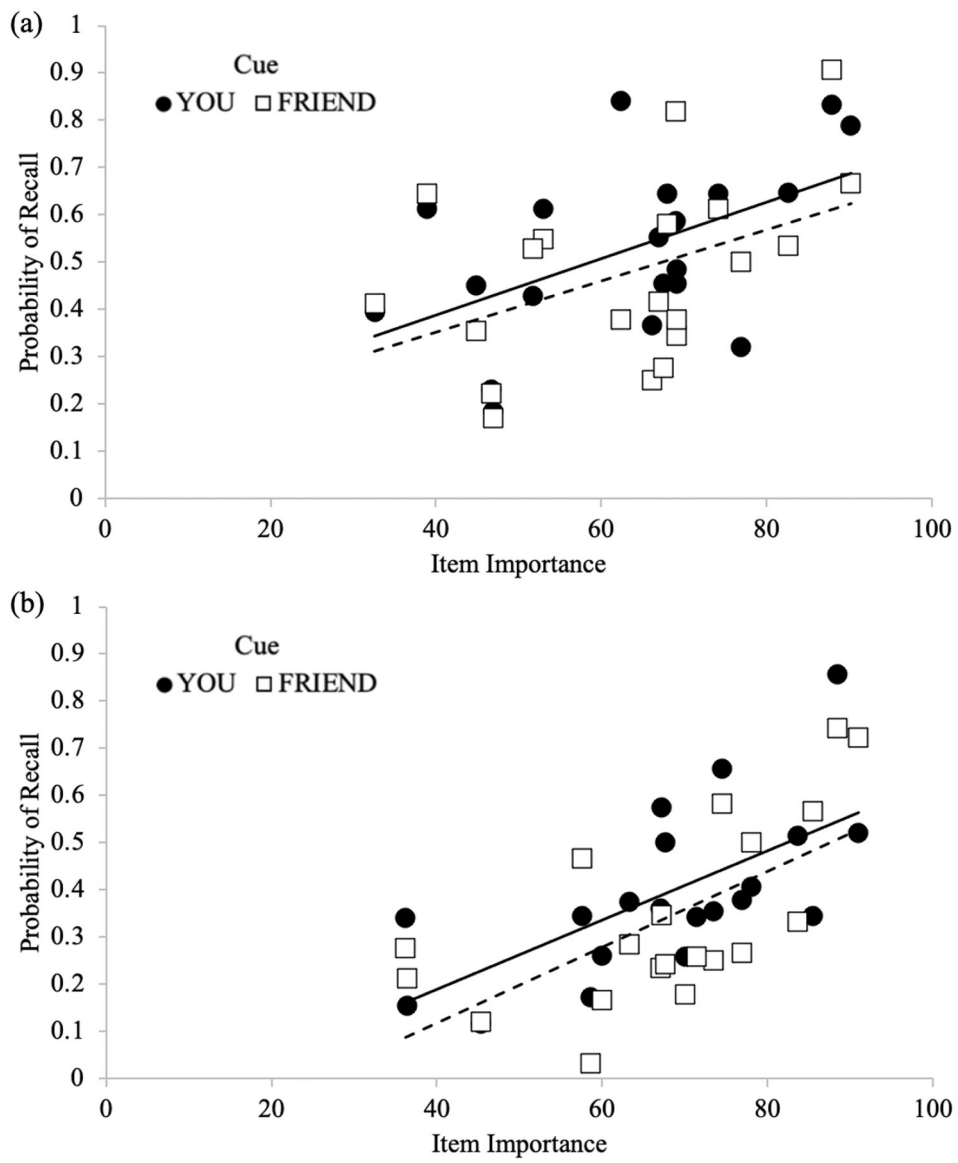 (a)
1
0.9
0.8
0.7
0.6
0.5
0.4
0.3
0.2
0.1
0
Probability of Recall
Cue
YOU FRIEND
0 20 40 60 80 100
Item Importance
(b)
1
0.9
0.8
0.7
0.6
0.5
0.4
0.3
0.2
0.1
0
Probability of Recall
Cue
YOU FRIEND
0 20 40 60 80 100
Item Importance